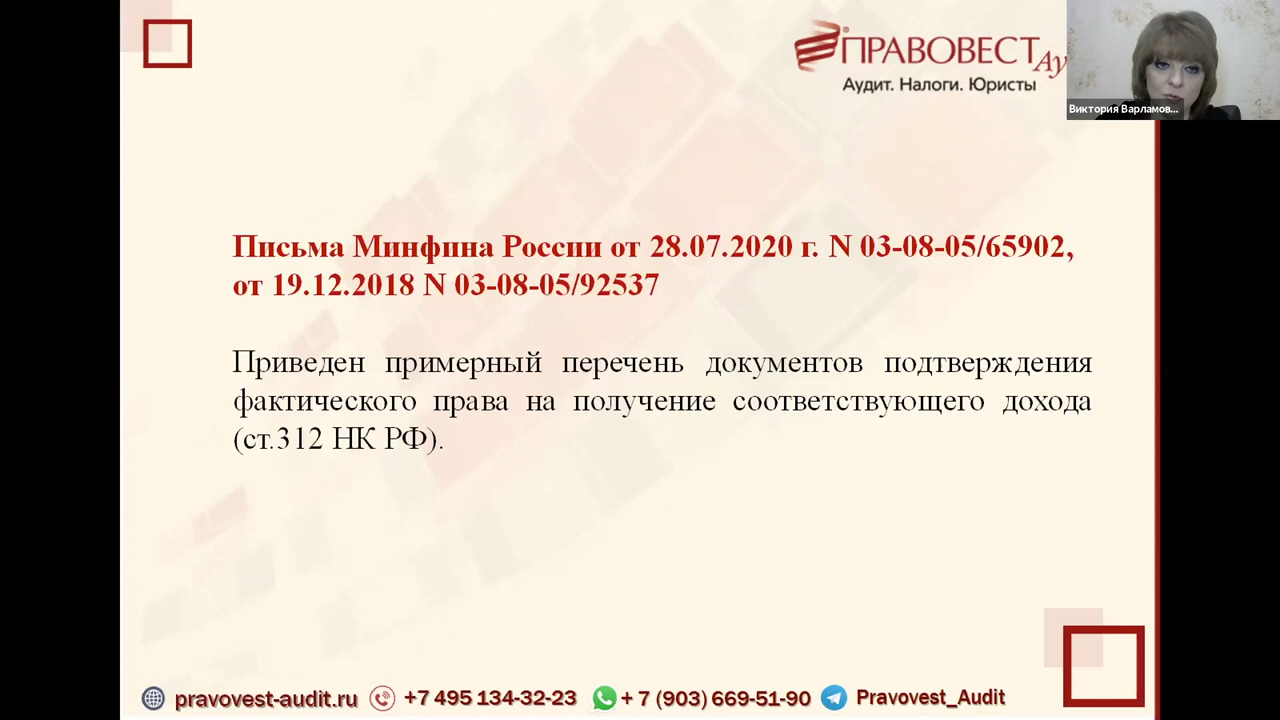 ПРАВОВЕСТ
Аудит. Налоги. Юристы
Виктория Варламов...
Письма Минфина России от 28.07.2020 г. N 03-08-05/65902,
от 19.12.2018 N 03-08-05/92537
Приведен примерный перечень документов подтверждения
фактического права на получение соответствующего дохода
(ст.312 НК РФ).
pravovest-audit.ru +7 495 134-32-23 + 7 (903) 669-51-90 Pravovest_Audit